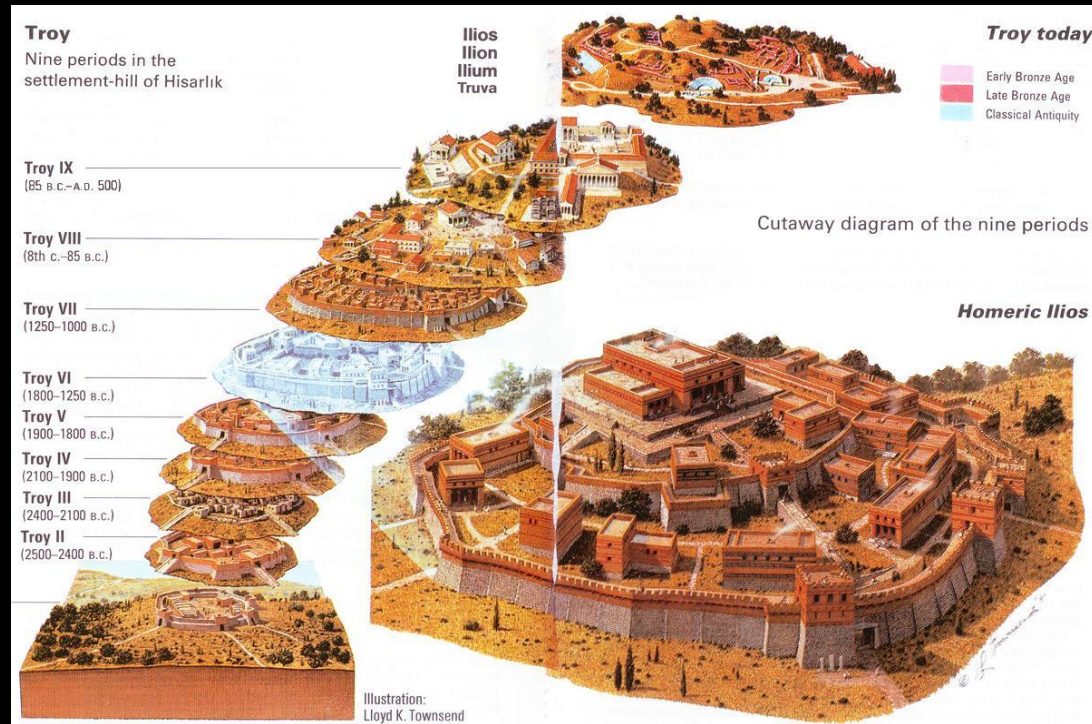 Troy
Nine periods in the
settlement-hill of Hisarlık
Ilios
Ilion
Ilium
Truva
Troy today
Early Bronze Age
Late Bronze Age
Classical Antiquity
Troy IX
(85 B.C.–A.D. 500)
Troy VIII
(8th c.–85 B.C.)
Troy VII
(1250–1000 B.C.)
Troy VI
(1800–1250 B.C.)
Troy V
(1900–1800 B.C.)
Troy IV
(2100–1900 B.C.)
Troy III
(2400–2100 B.C.)
Troy II
(2500–2400 B.C.)
Cutaway diagram of the nine periods
Homeric Ilios
Illustration:
Lloyd K. Townsend